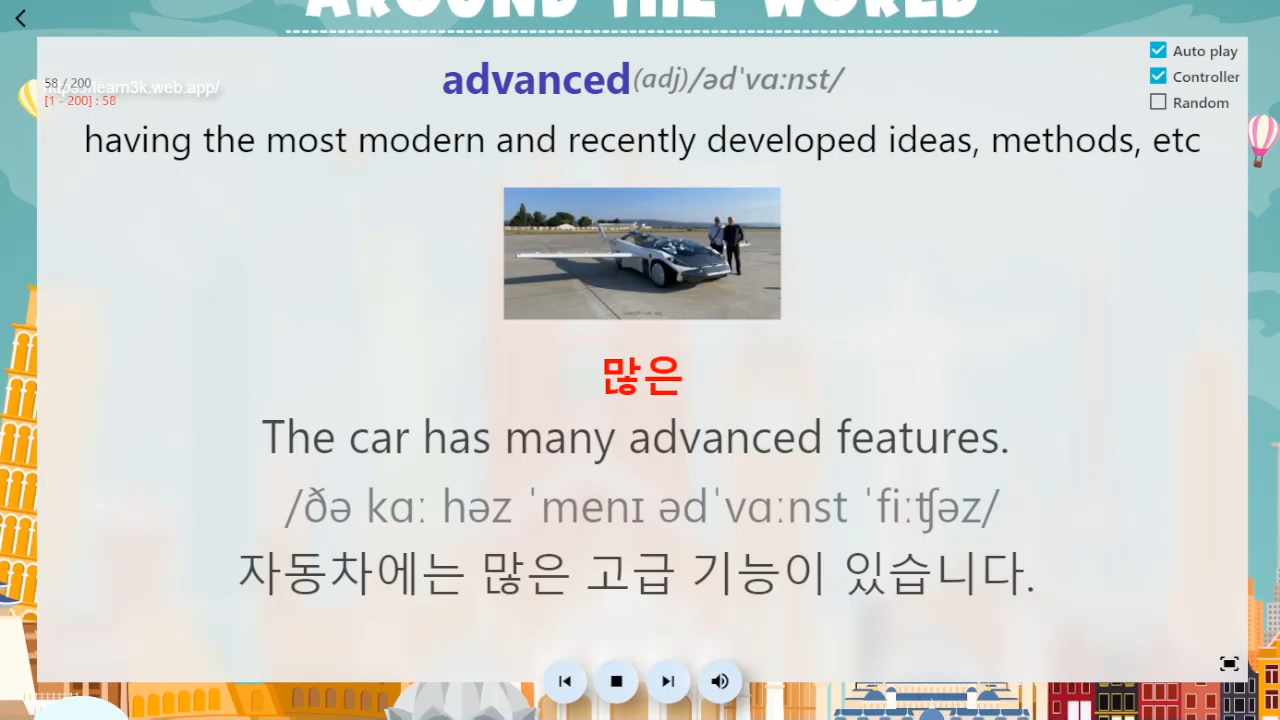 AROUND THE WORLD
58 / 200
https://learn3k.web.app/
[1 - 200] : 58
advanced(adj)/ədˈvɑːnst/
Auto play
Controller
Random
having the most modern and recently developed ideas, methods, etc
많은
The car has many advanced features.
/ðə kɑː həz ˈmenɪ ədˈvɑːnst ˈfiːʧəz/
자동차에는 많은 고급 기능이 있습니다.